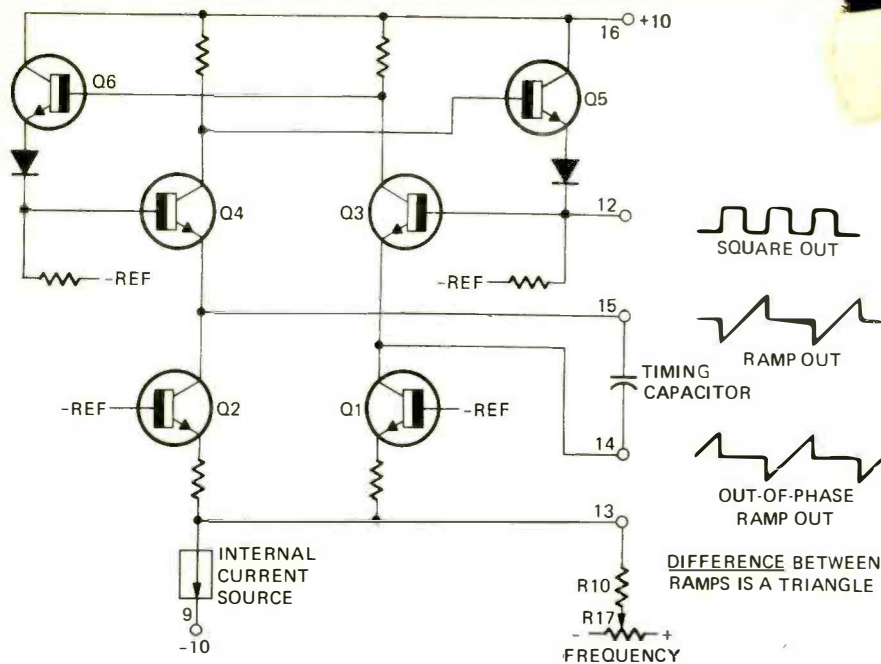 16 +10
Q6
Q5
Q4
Q3
12
-REF
-REF
SQUARE OUT
15
RAMP OUT
TIMING
CAPACITOR
-REF
Q2
Q1
-REF
14
OUT-OF-PHASE
RAMP OUT
13
INTERNAL
CURRENT
SOURCE
DIFFERENCE BETWEEN
RAMPS IS A TRIANGLE
R10
9
R17
-10
- +
FREQUENCY